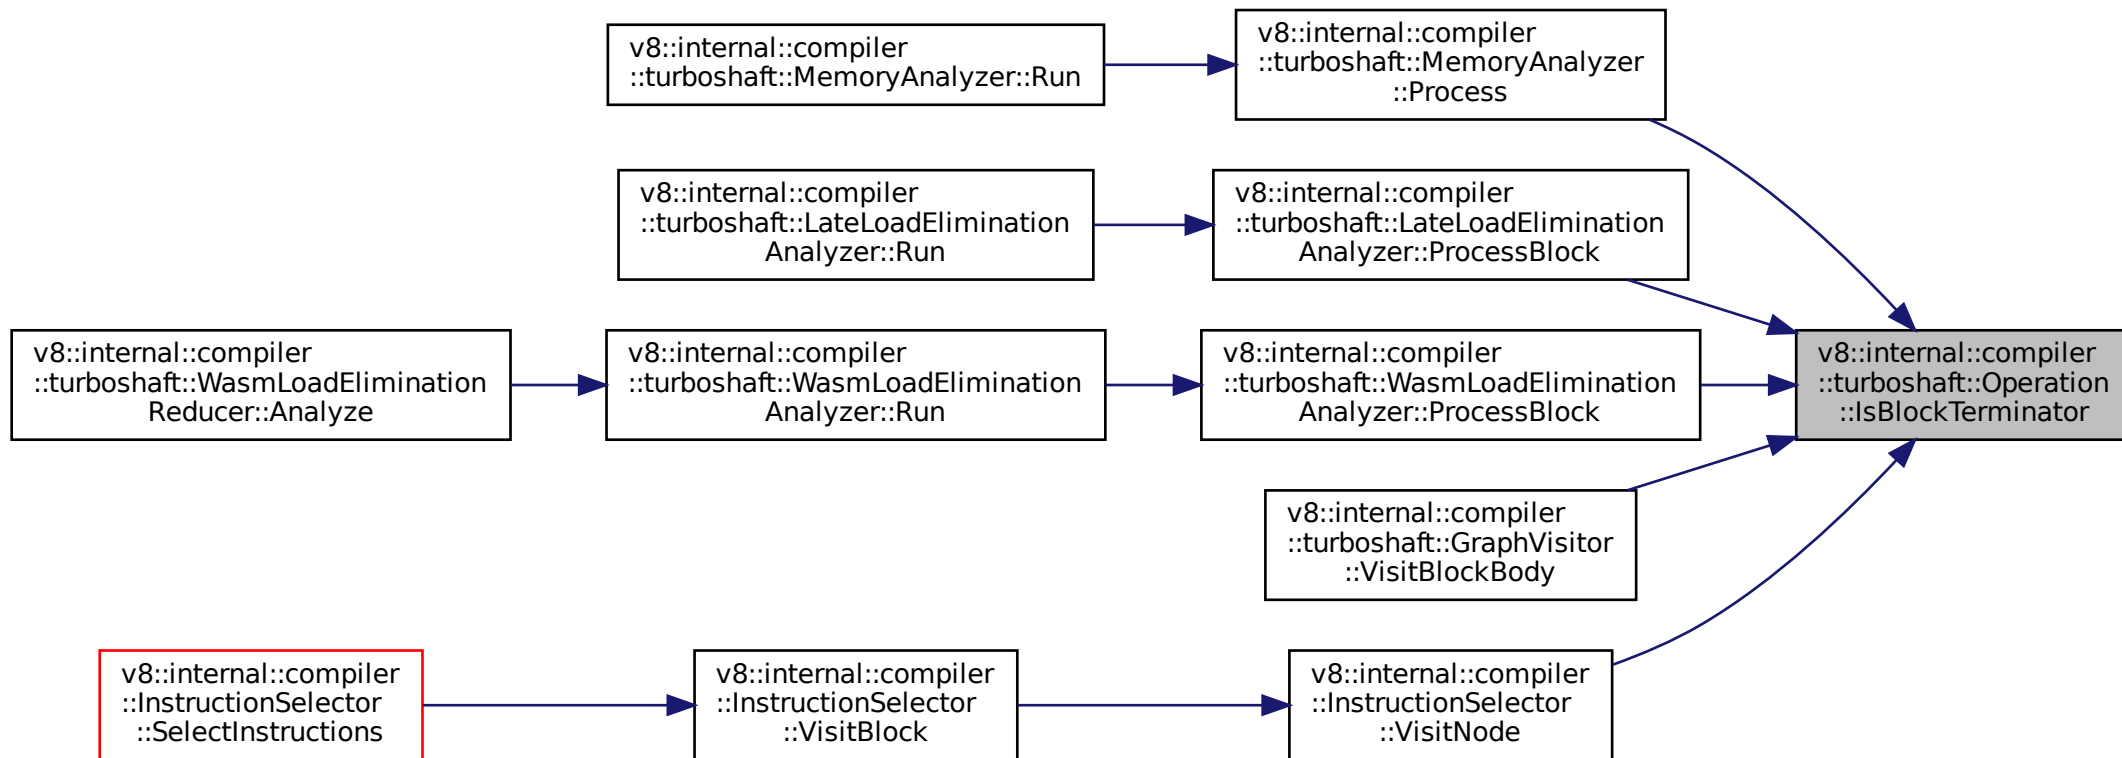 v8::internal::compiler
::turboshaft::MemoryAnalyzer::Run
v8::internal::compiler
::turboshaft::MemoryAnalyzer
::Process
v8::internal::compiler
::turboshaft::LateLoadElimination
Analyzer::Run
v8::internal::compiler
::turboshaft::LateLoadElimination
Analyzer::ProcessBlock
v8::internal::compiler
::turboshaft::WasmLoadElimination
Reducer::Analyze
v8::internal::compiler
::turboshaft::WasmLoadElimination
Analyzer::Run
v8::internal::compiler
::turboshaft::WasmLoadElimination
Analyzer::ProcessBlock
v8::internal::compiler
::turboshaft::Operation
::IsBlockTerminator
v8::internal::compiler
::turboshaft::GraphVisitor
::VisitBlockBody
v8::internal::compiler
::InstructionSelector
::SelectInstructions
v8::internal::compiler
::InstructionSelector
::VisitBlock
v8::internal::compiler
::InstructionSelector
::VisitNode